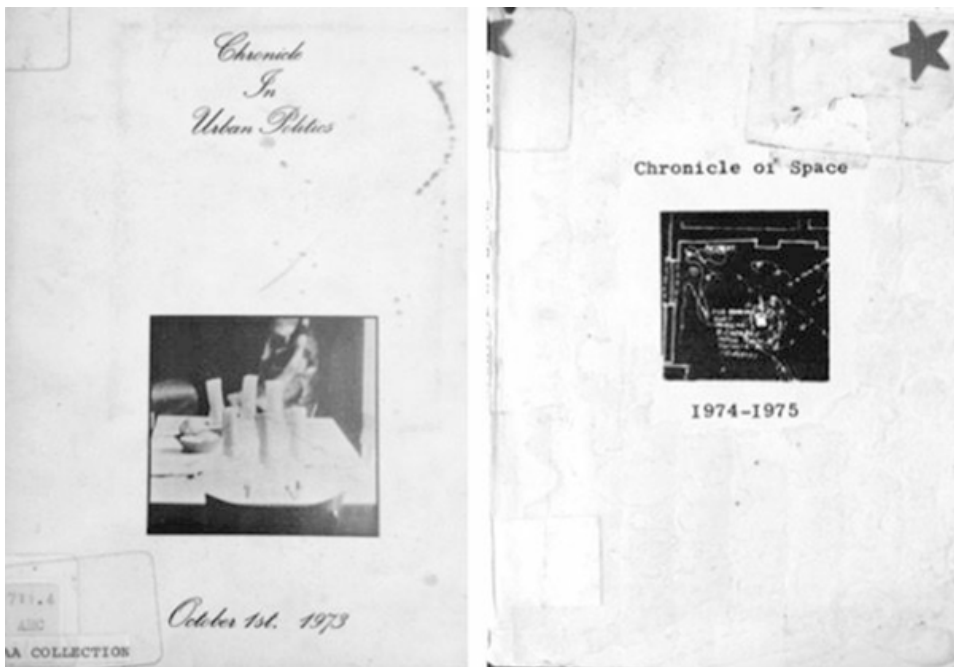 Chronicle
In
Urban Politics
October 1st. 1973
AA COLLECTION
Chronicle of Space
1974-1975